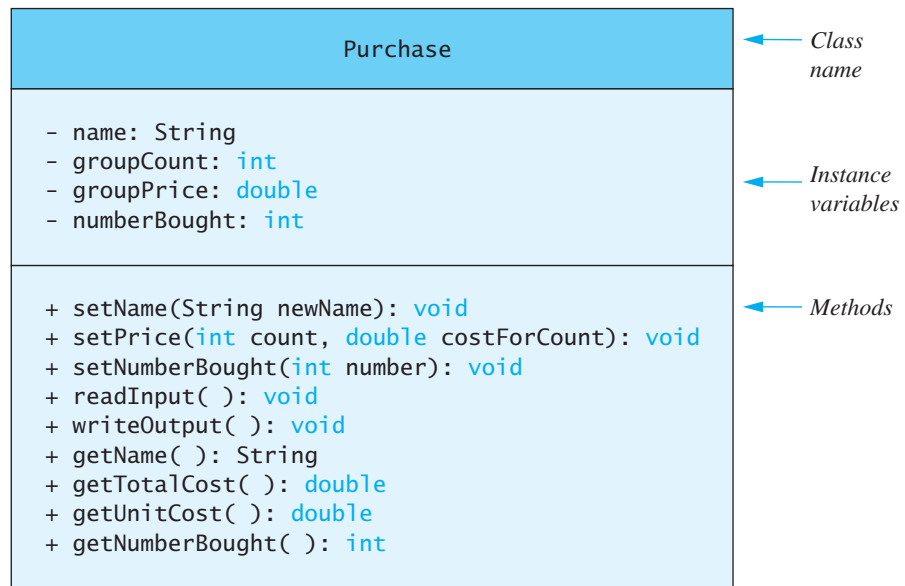 Purchase
Class
name
- name: String
- groupCount: int
- groupPrice: double
- numberBought: int
Instance
variables
+ setName(String newName): void
+ setPrice(int count, double costForCount): void
+ setNumberBought(int number): void
+ readInput( ): void
+ writeOutput( ): void
+ getName( ): String
+ getTotalCost( ): double
+ getUnitCost( ): double
+ getNumberBought( ): int
Methods